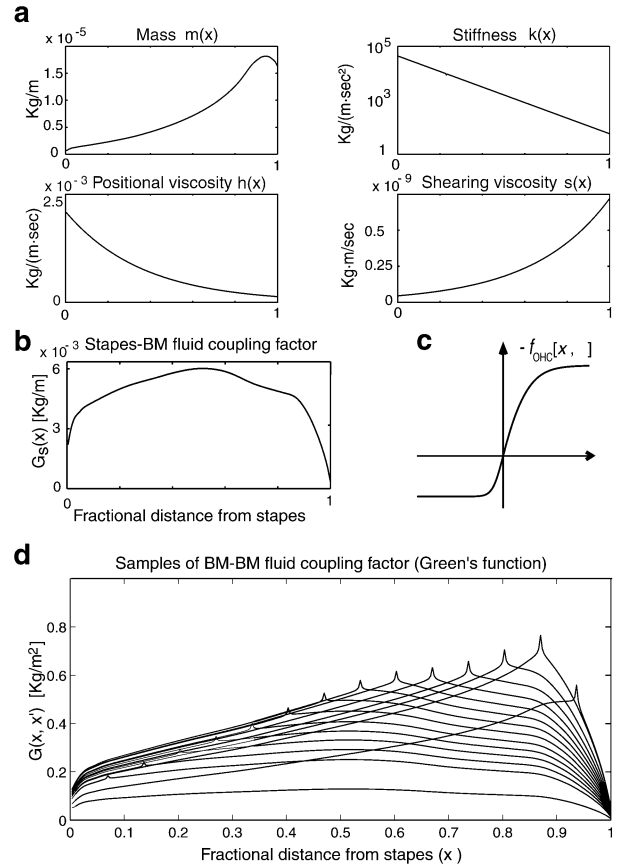 a
Mass m(x)
x 10⁻⁵
1.5
1.0
0.5
0
Kg/m
0
1
Stiffness k(x)
10⁵
10³
1
Kg/(m·sec²)
0
1
x 10⁻³ Positional viscosity h(x)
2.5
0
Kg/(m·sec)
0
1
x 10⁻⁹ Shearing viscosity s(x)
0.75
0.25
0
Kg·m/sec
0
1
b
x 10⁻³ Stapes-BM fluid coupling factor
6
3
0
Gs(x) [Kg/m]
0
1
Fractional distance from stapes
c
- fOHC[x, ]
d
Samples of BM-BM fluid coupling factor (Green's function)
0.8
0.6
0.4
0.2
0
G(x, x') [Kg/m²]
0 0.1 0.2 0.3 0.4 0.5 0.6 0.7 0.8 0.9 1
Fractional distance from stapes (x )